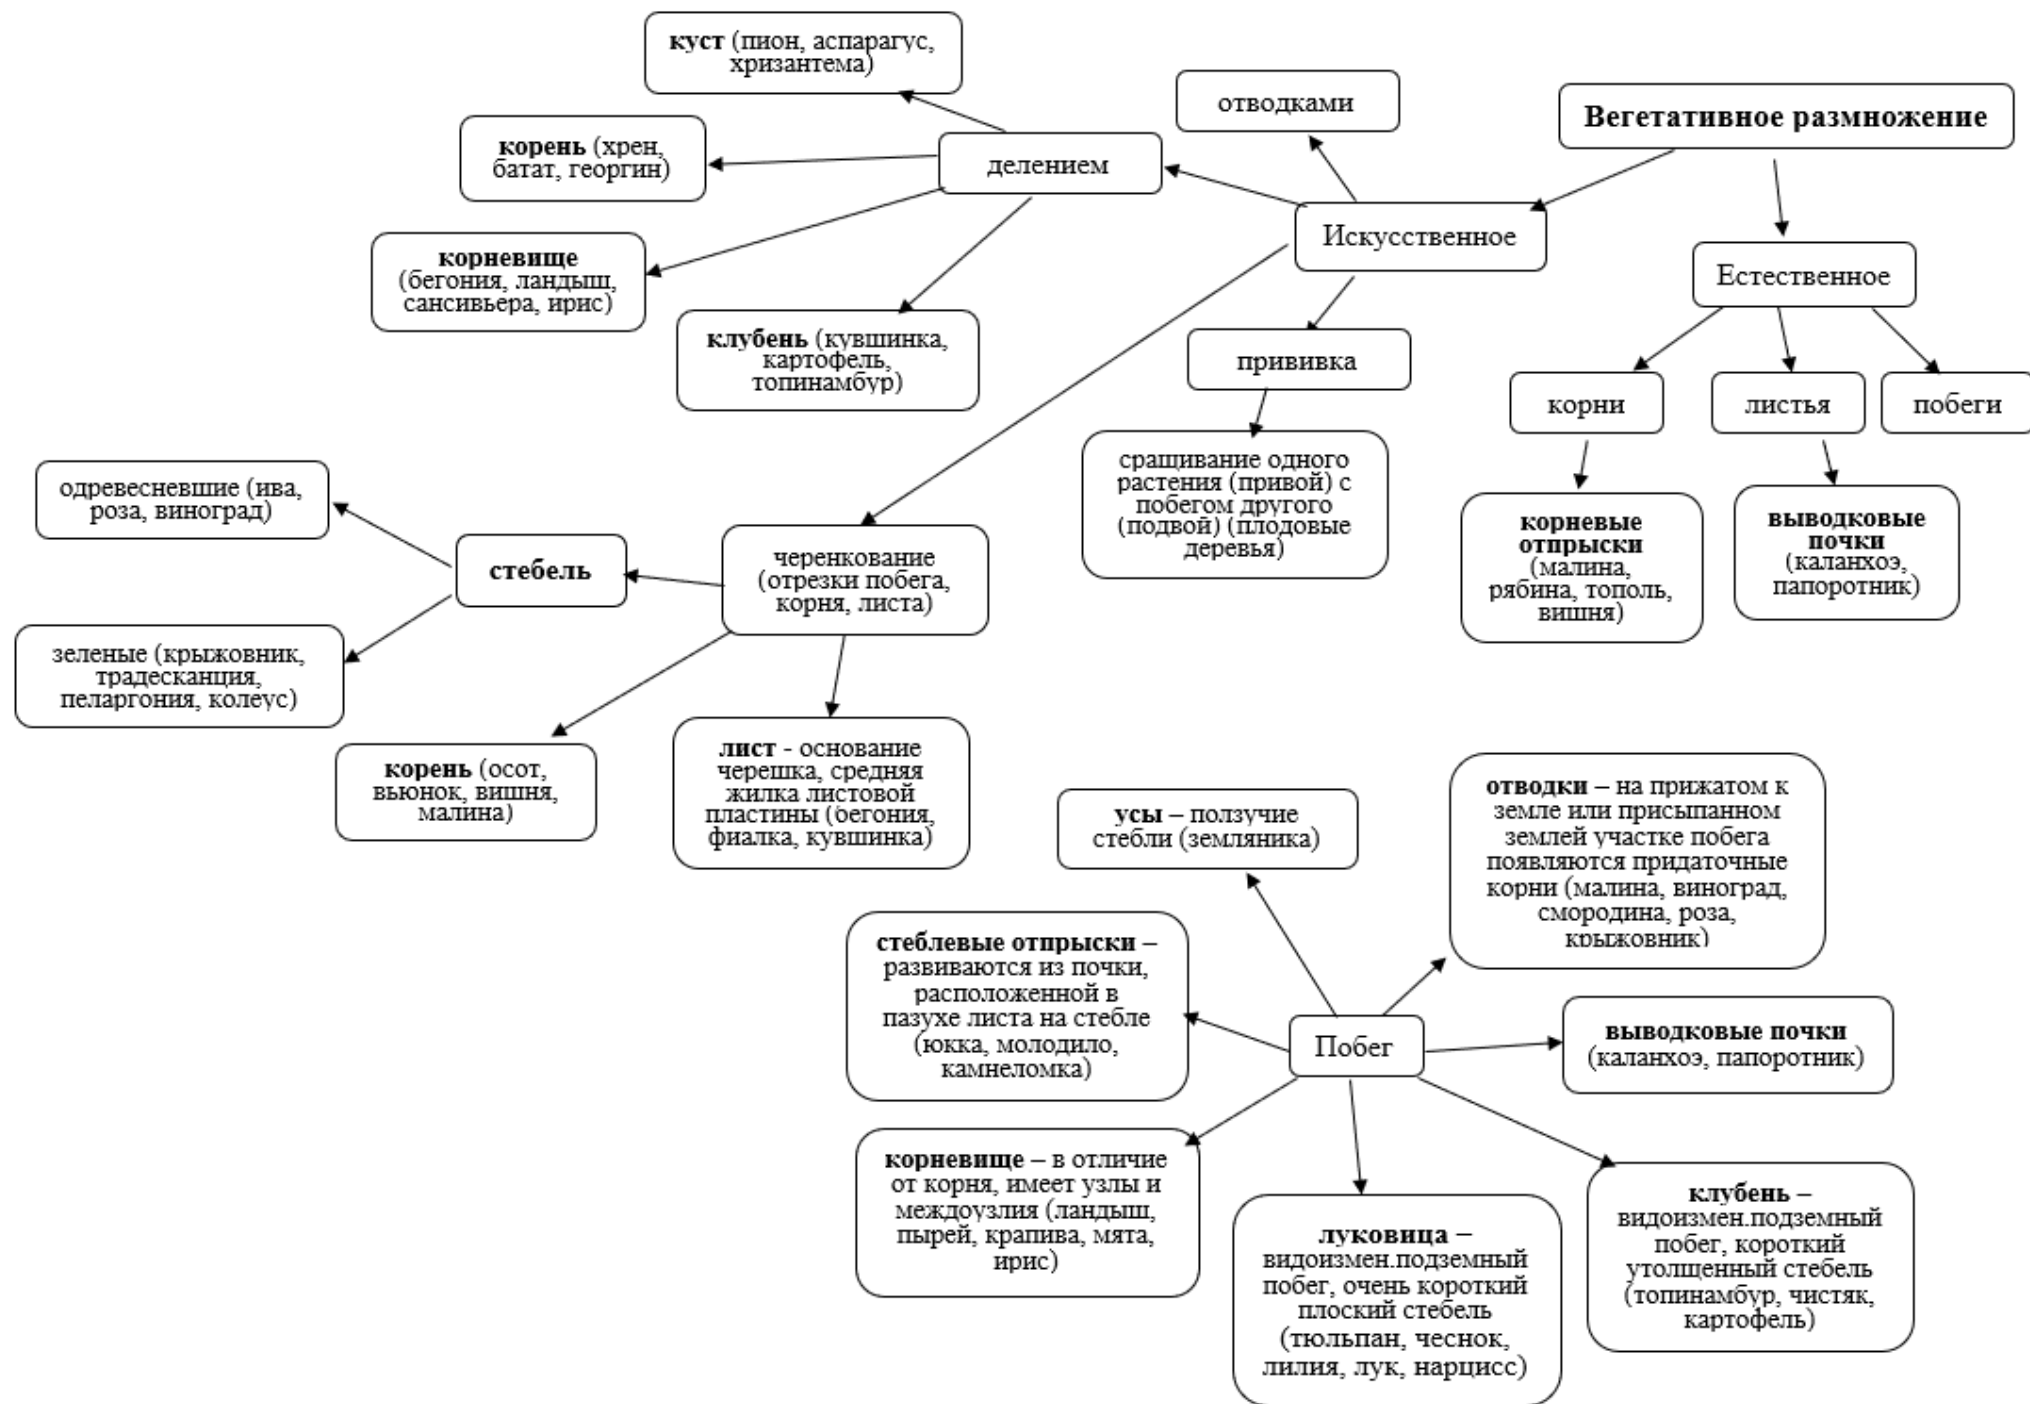 Вегетативное размножение
Искусственное
Естественное
отводками
делением
куст (пион, аспарагус,
хризантема)
корень (хрен,
батат, георгин)
корневище
(бегония, ландыш,
сансивьера, ирис)
клубень (кувшинка,
картофель,
топинамбур)
прививка
сращивание одного
растения (привой) с
побегом другого
(подвой) (плодовые
деревья)
корни
листья
побеги
корневые
отпрыски
(малина,
рябина, тополь,
вишня)
выводковые
почки
(каланхоэ,
папоротник)
черенкование
(отрезки побега,
корня, листа)
стебель
одревесневшие (ива,
роза, виноград)
зеленые (крыжовник,
традесканция,
пеларгония, колеус)
корень (осот,
вьюнок, вишня,
малина)
лист - основание
черешка, средняя
жилка листовой
пластины (бегония,
фиалка, кувшинка)
Побег
усы – ползучие
стебли (земляника)
отводки – на прижатом к
земле или присыпанном
землей участке побега
появляются придаточные
корни (малина, виноград,
смородина, роза,
крыжовник)
стеблевые отпрыски –
развиваются из почки,
расположенной в
пазухе листа на стебле
(юкка, молодило,
камнеломка)
выводковые почки
(каланхоэ, папоротник)
корневище – в отличие
от корня, имеет узлы и
междоузлия (ландыш,
пырей, крапива, мята,
ирис)
луковица –
видоизмен.подземный
побег, очень короткий
плоский стебель
(тюльпан, чеснок,
лилия, лук, нарцисс)
клубень –
видоизмен.подземный
побег, короткий
утолщенный стебель
(топинамбур, чистяк,
картофель)